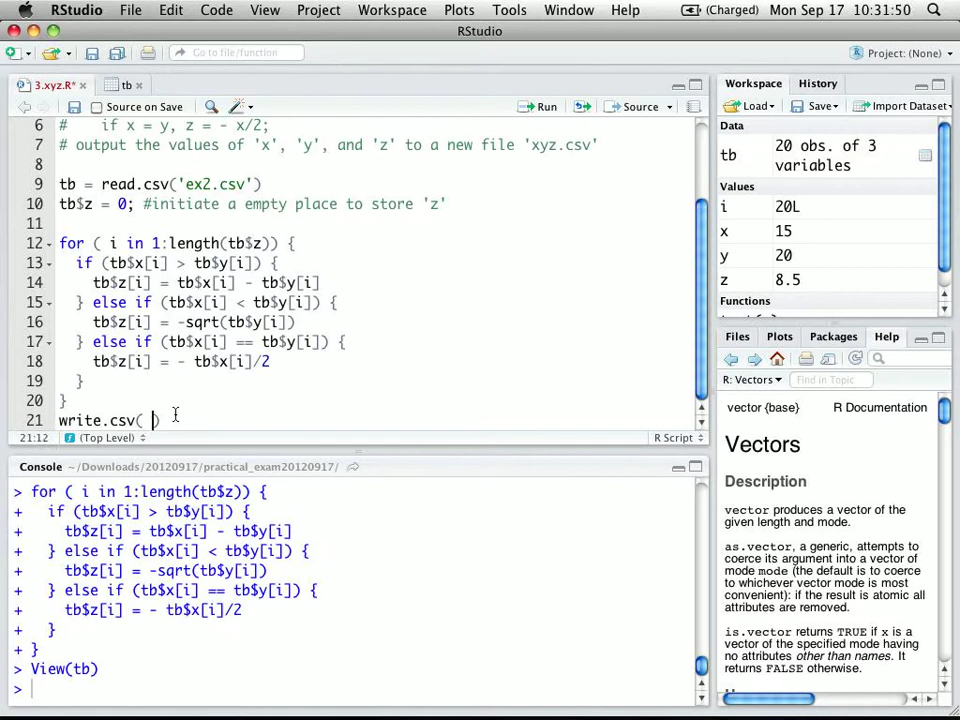 RStudio File Edit Code View Project Workspace Plots Tools Window Help (Charged) Mon Sep 17 10:31:50
RStudio
Go to file/function Project: (None)
3.xyz.R* tb
Source on Save Run Source
6 # if x = y, z = - x/2;
7 # output the values of 'x', 'y', and 'z' to a new file 'xyz.csv'
8
9 tb = read.csv('ex2.csv')
10 tb$z = 0; #initiate a empty place to store 'z'
11
12 for ( i in 1:length(tb$z)) {
13 if (tb$x[i] > tb$y[i]) {
14 tb$z[i] = tb$x[i] - tb$y[i]
15 } else if (tb$x[i] < tb$y[i]) {
16 tb$z[i] = -sqrt(tb$y[i])
17 } else if (tb$x[i] == tb$y[i]) {
18 tb$z[i] = - tb$x[i]/2
19 }
20 }
21 write.csv( )
21:12 (Top Level) R Script
Console ~/Downloads/20120917/practical_exam20120917/
> for ( i in 1:length(tb$z)) {
+ if (tb$x[i] > tb$y[i]) {
+ tb$z[i] = tb$x[i] - tb$y[i]
+ } else if (tb$x[i] < tb$y[i]) {
+ tb$z[i] = -sqrt(tb$y[i])
+ } else if (tb$x[i] == tb$y[i]) {
+ tb$z[i] = - tb$x[i]/2
+ }
+ }
> View(tb)
>
Workspace History
Load Save Import Dataset
Data
tb 20 obs. of 3 variables
Values
i 20L
x 15
y 20
z 8.5
Functions
Files Plots Packages Help
R: Vectors Find in Topic
vector {base} R Documentation
Vectors
Description
vector produces a vector of the
given length and mode.
as.vector, a generic, attempts to
coerce its argument into a vector of
mode mode (the default is to coerce
to whichever vector mode is most
convenient): if the result is atomic all
attributes are removed.
is.vector returns TRUE if x is a
vector of the specified mode having
no attributes other than names. It
returns FALSE otherwise.